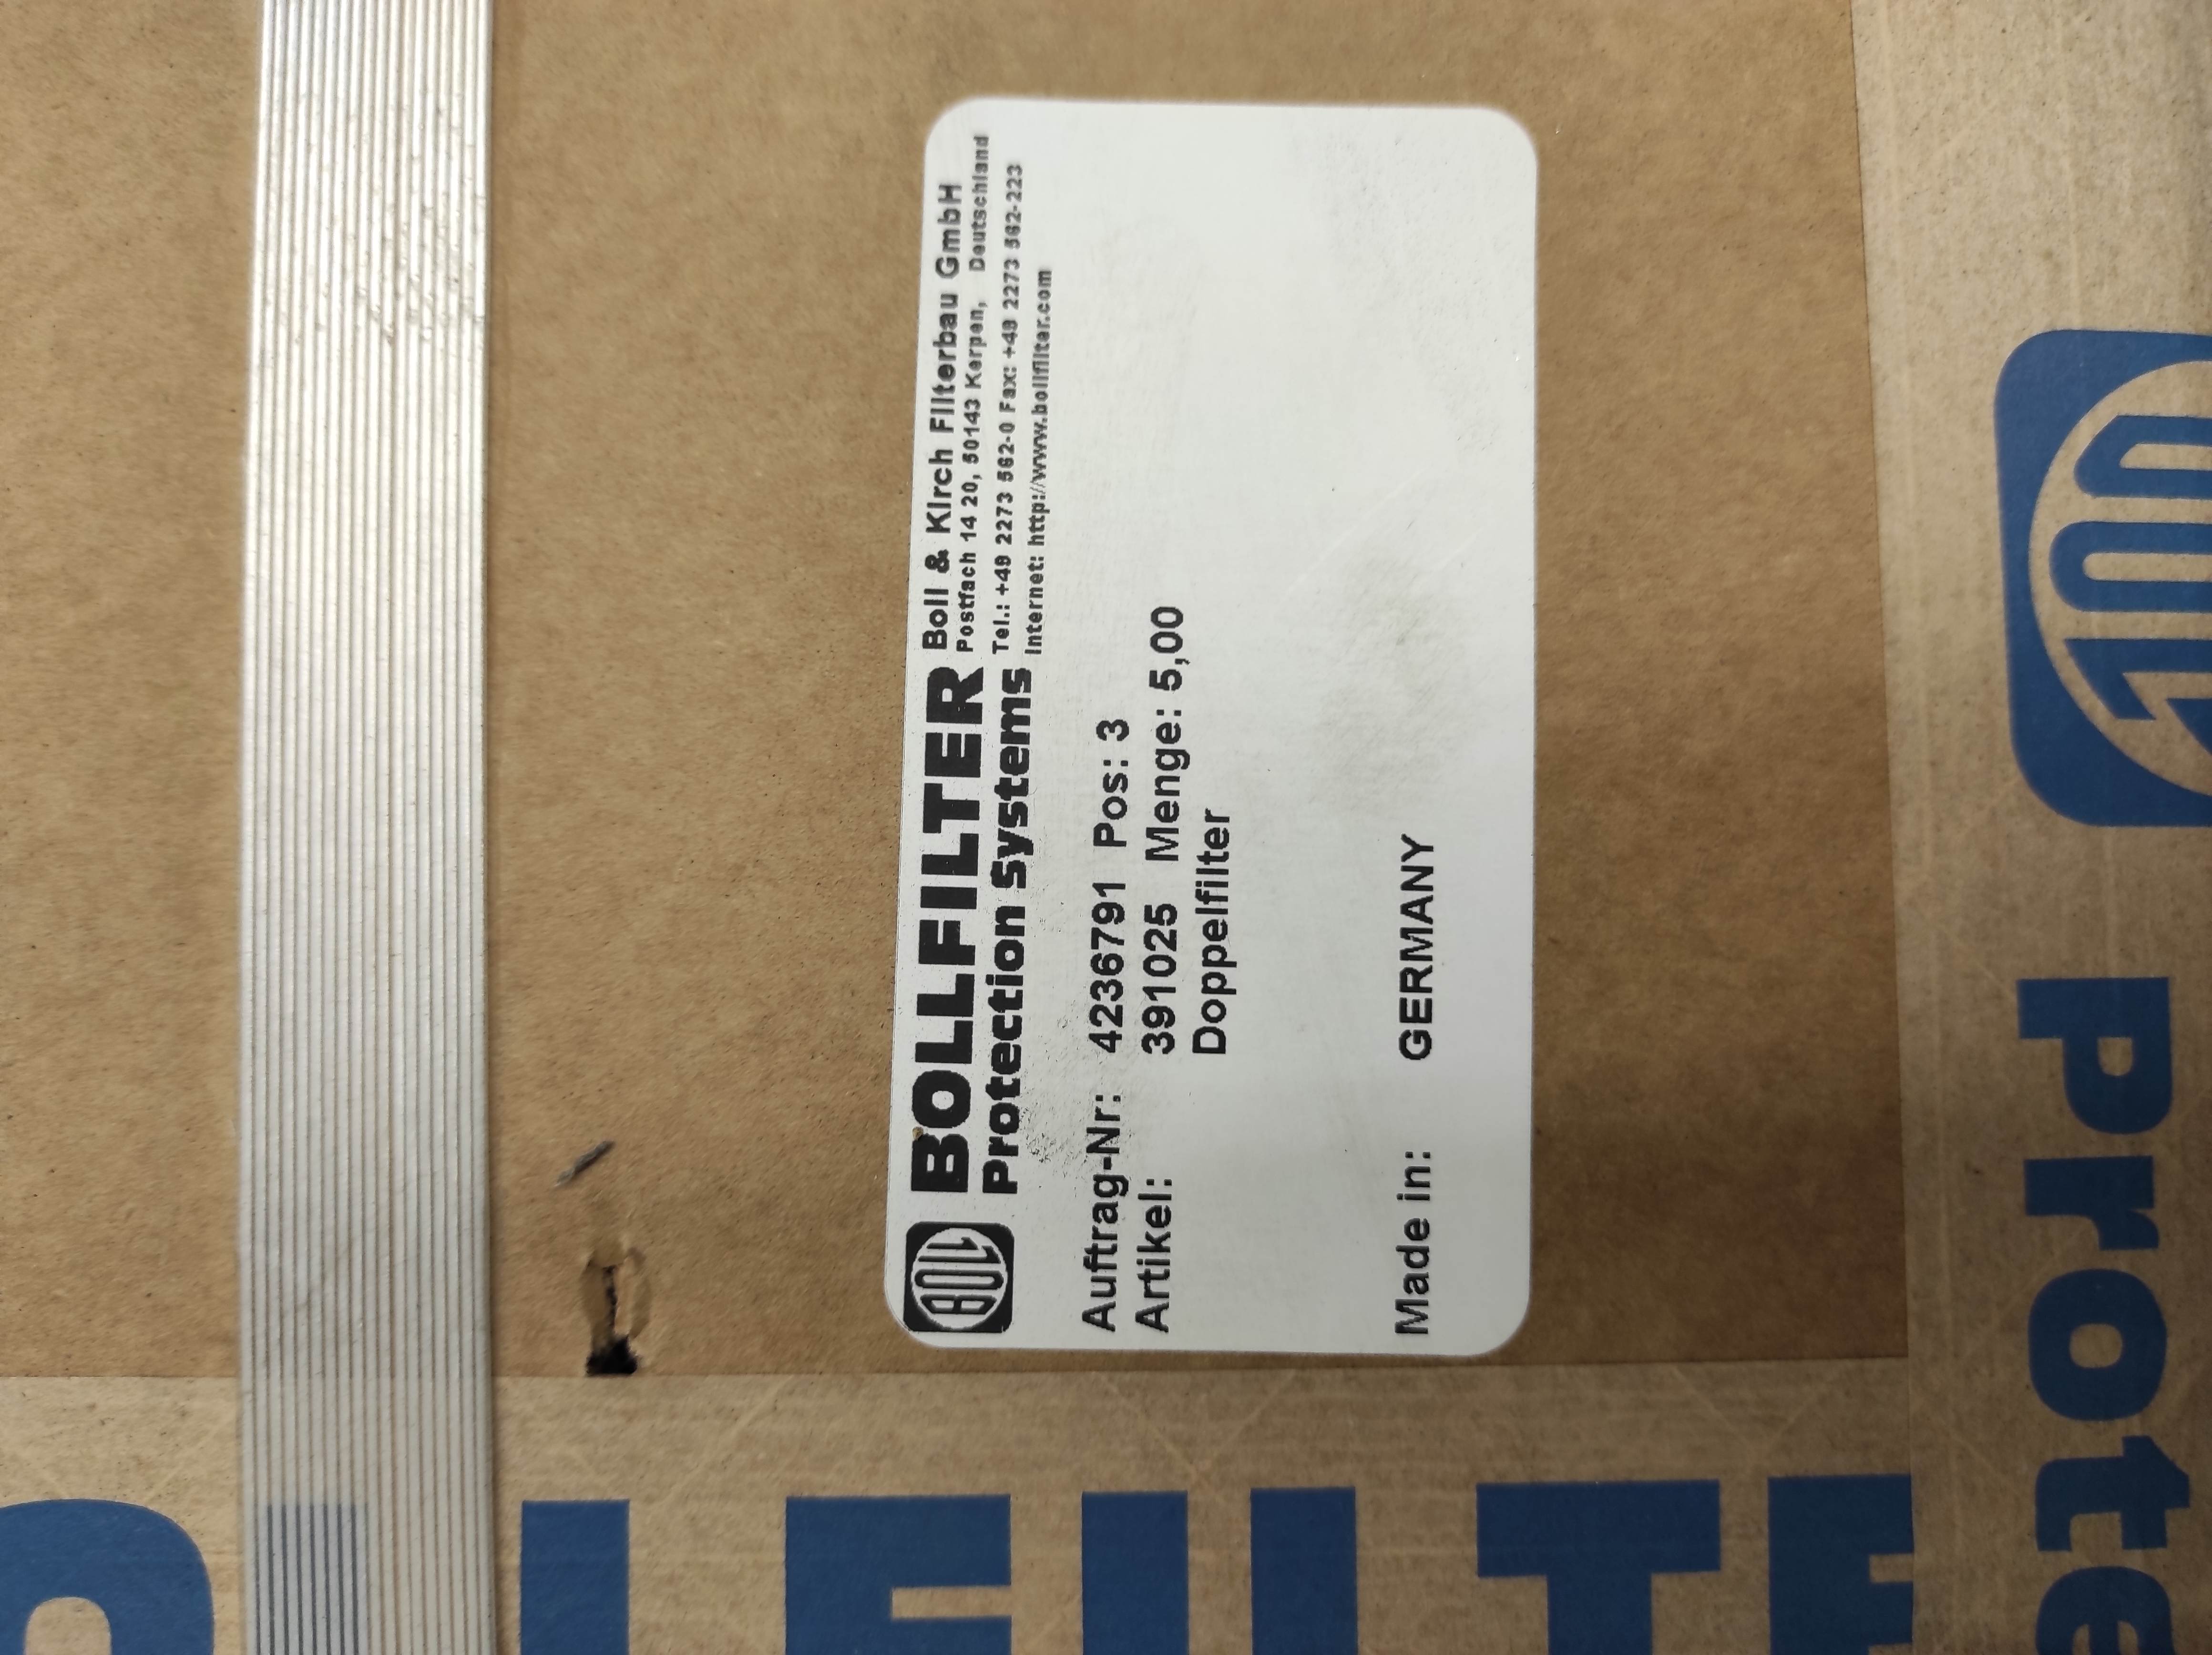 BOLL
BOLLFILTER
Protection Systems
Boll & Kirch Filterbau GmbH
Postfach 14 20, 50143 Kerpen, Deutschland
Tel.: +49 2273 562-0 Fax: +49 2273 562-223
Internet: http://www.bollfilter.com
Auftrag-Nr: 4236791 Pos: 3
Artikel: 391025 Menge: 5,00
Doppelfilter
Made in: GERMANY
OLLFILTE
BOLL
Prote